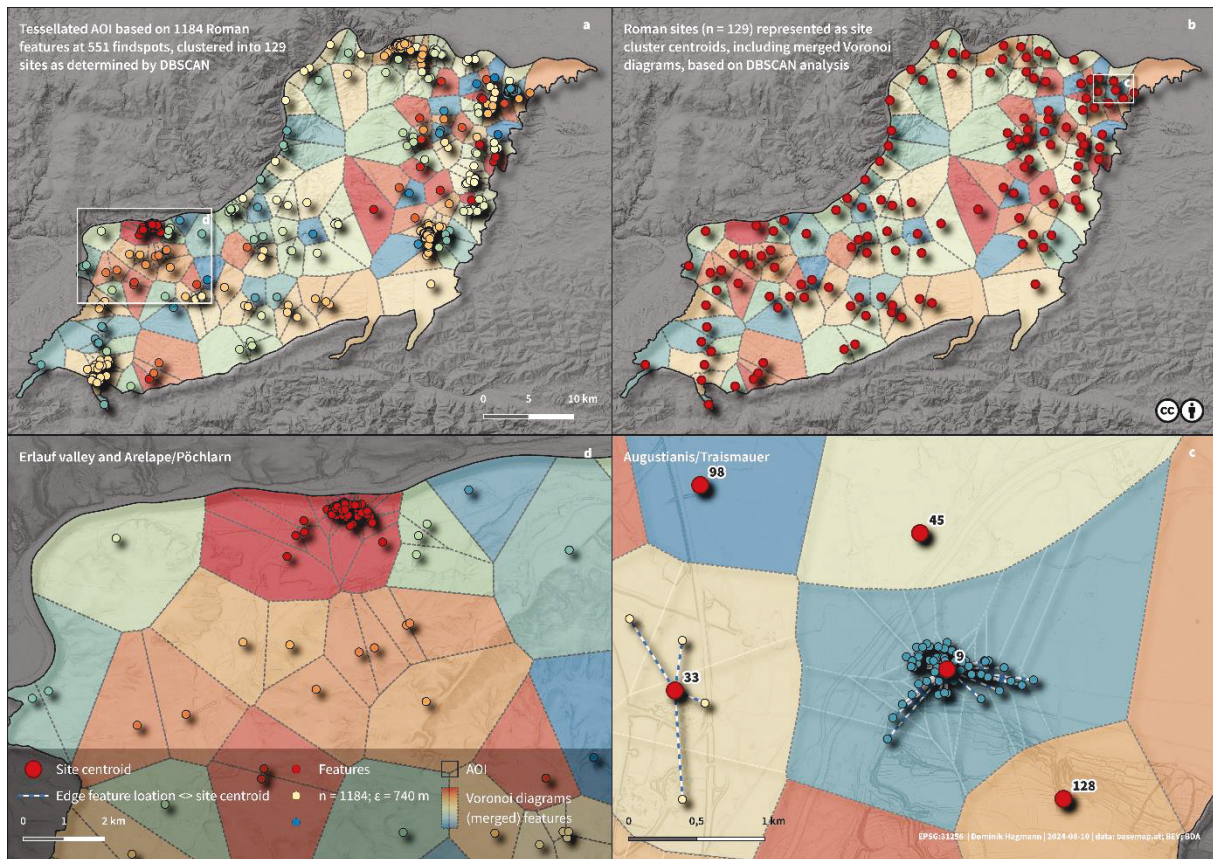 Tessellated AOI based on 1184 Roman
features at 551 findspots, clustered into 129
sites as determined by DBSCAN
a
d
0 5 10 km
Roman sites (n = 129) represented as site
cluster centroids, including merged Voronoi
diagrams, based on DBSCAN analysis
b
c
cc
Erlauf valley and Arelape/Pöchlarn
d
Site centroid
Edge feature loation <> site centroid
0 1 2 km
Features
n = 1184; ε = 740 m
AOI
Voronoi diagrams
(merged) features
Augustianis/Traismauer
c
98
45
9
33
128
0 0,5 1 km
EPSG:31256 | Dominik Hagmann | 2024-08-10 | data: basemap.at; BEV; BDA